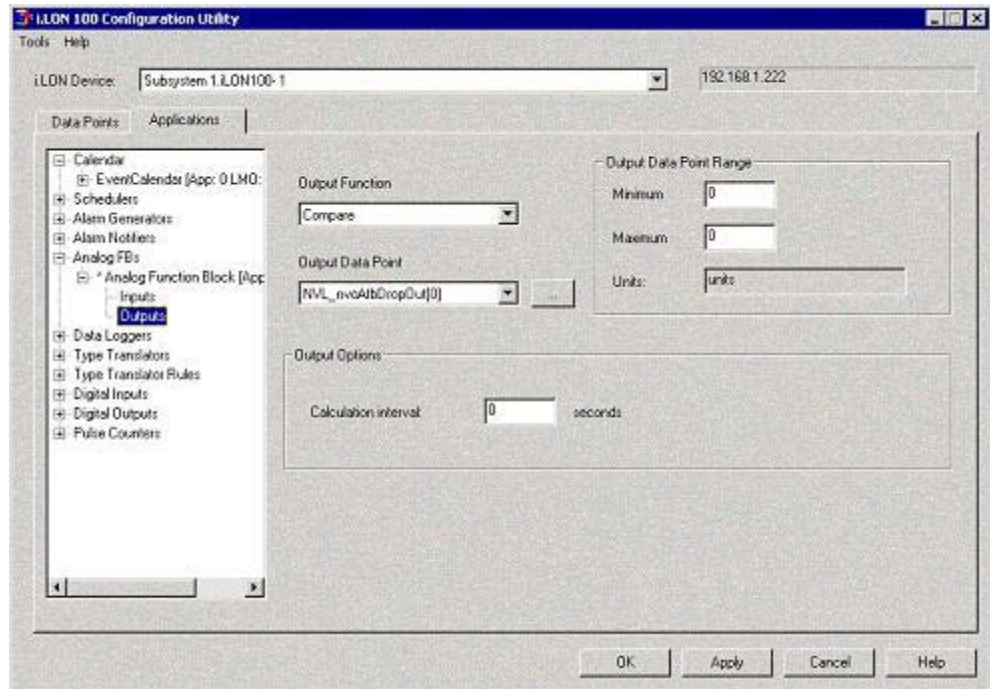 i.LON 100 Configuration Utility
Tools Help
i.LON Device: Subsystem 1.iLON100-1 192.168.1.222
Data Points Applications
Calendar
EventCalendar [App: 0 LMO:
Schedulers
Alarm Generators
Alarm Notifiers
Analog FBs
* Analog Function Block [App
Inputs
Outputs
Data Loggers
Type Translators
Type Translator Rules
Digital Inputs
Digital Outputs
Pulse Counters
Output Function
Compare
Output Data Point
NVL_nvoAfbDropOut[0] ...
Output Data Point Range
Minimum 0
Maximum 0
Units: units
Output Options
Calculation interval: 0 seconds
OK Apply Cancel Help